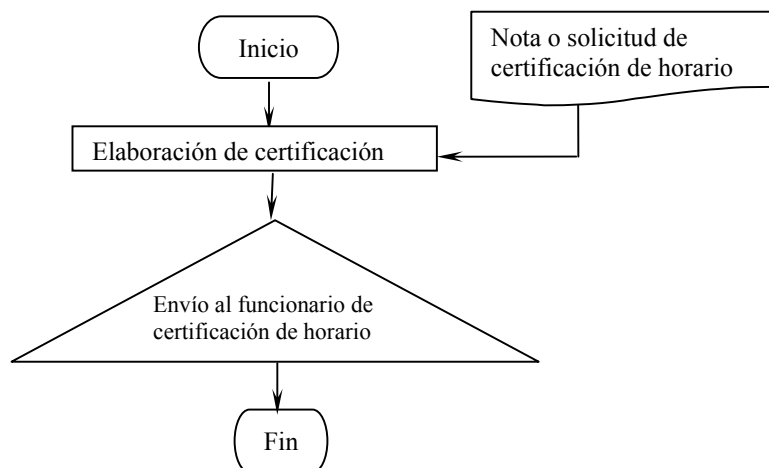 Inicio
Nota o solicitud de
certificación de horario
Elaboración de certificación
Envío al funcionario de
certificación de horario
Fin